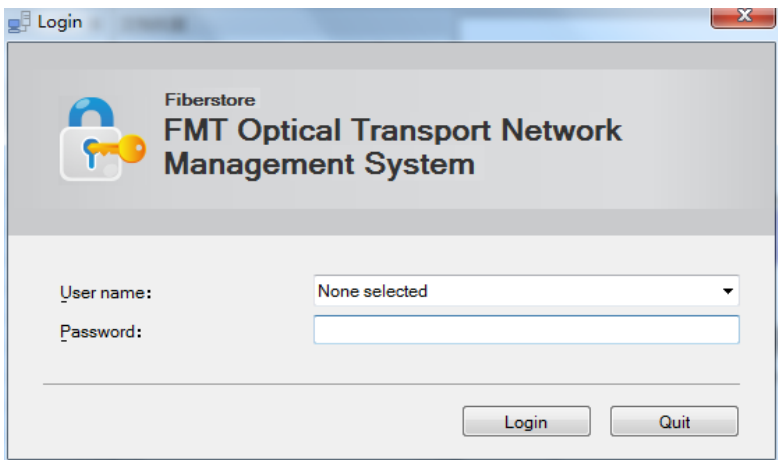 Login
Fiberstore
FMT Optical Transport Network
Management System
User name:
None selected
Password:
Login
Quit